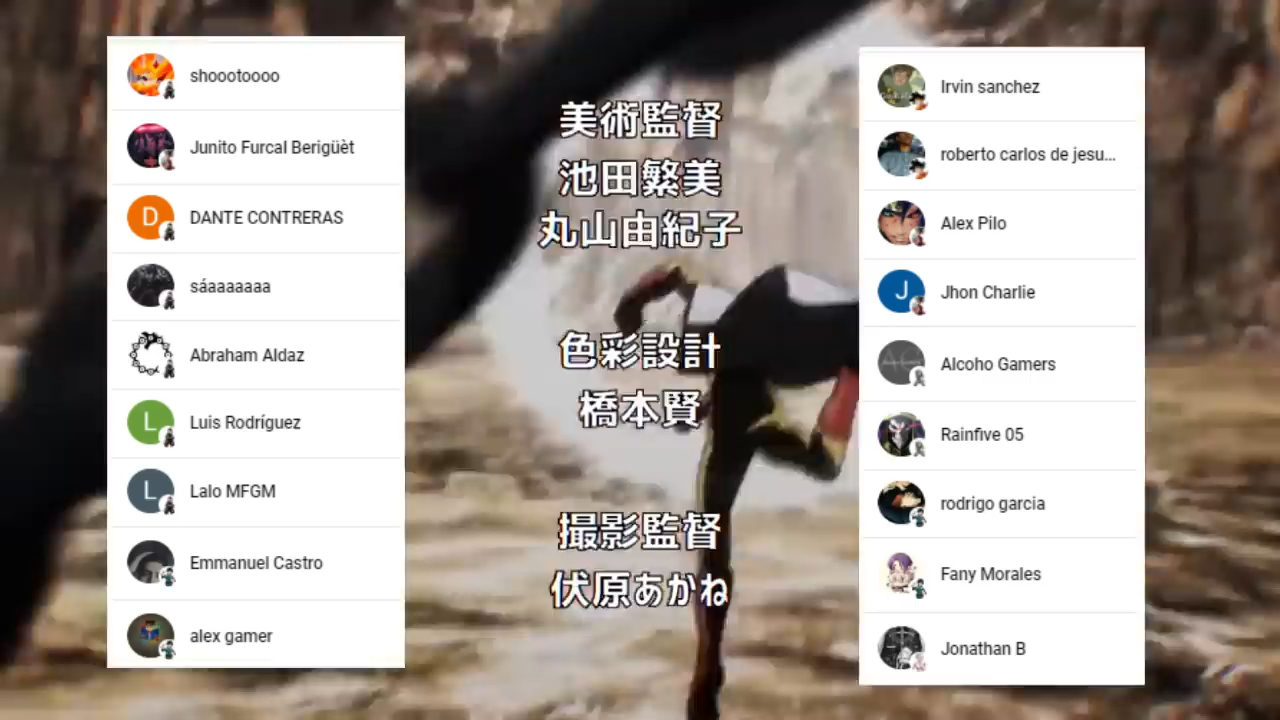 shoootoooo
Junito Furcal Berigüèt
D
DANTE CONTRERAS
sáaaaaaaa
Abraham Aldaz
L
Luis Rodríguez
L
Lalo MFGM
Emmanuel Castro
alex gamer
美術監督
池田繁美
丸山由紀子
色彩設計
橋本賢
撮影監督
伏原あかね
Irvin sanchez
roberto carlos de jesu...
Alex Pilo
J
Jhon Charlie
Alcoho Gamers
Rainfive 05
rodrigo garcia
Fany Morales
Jonathan B